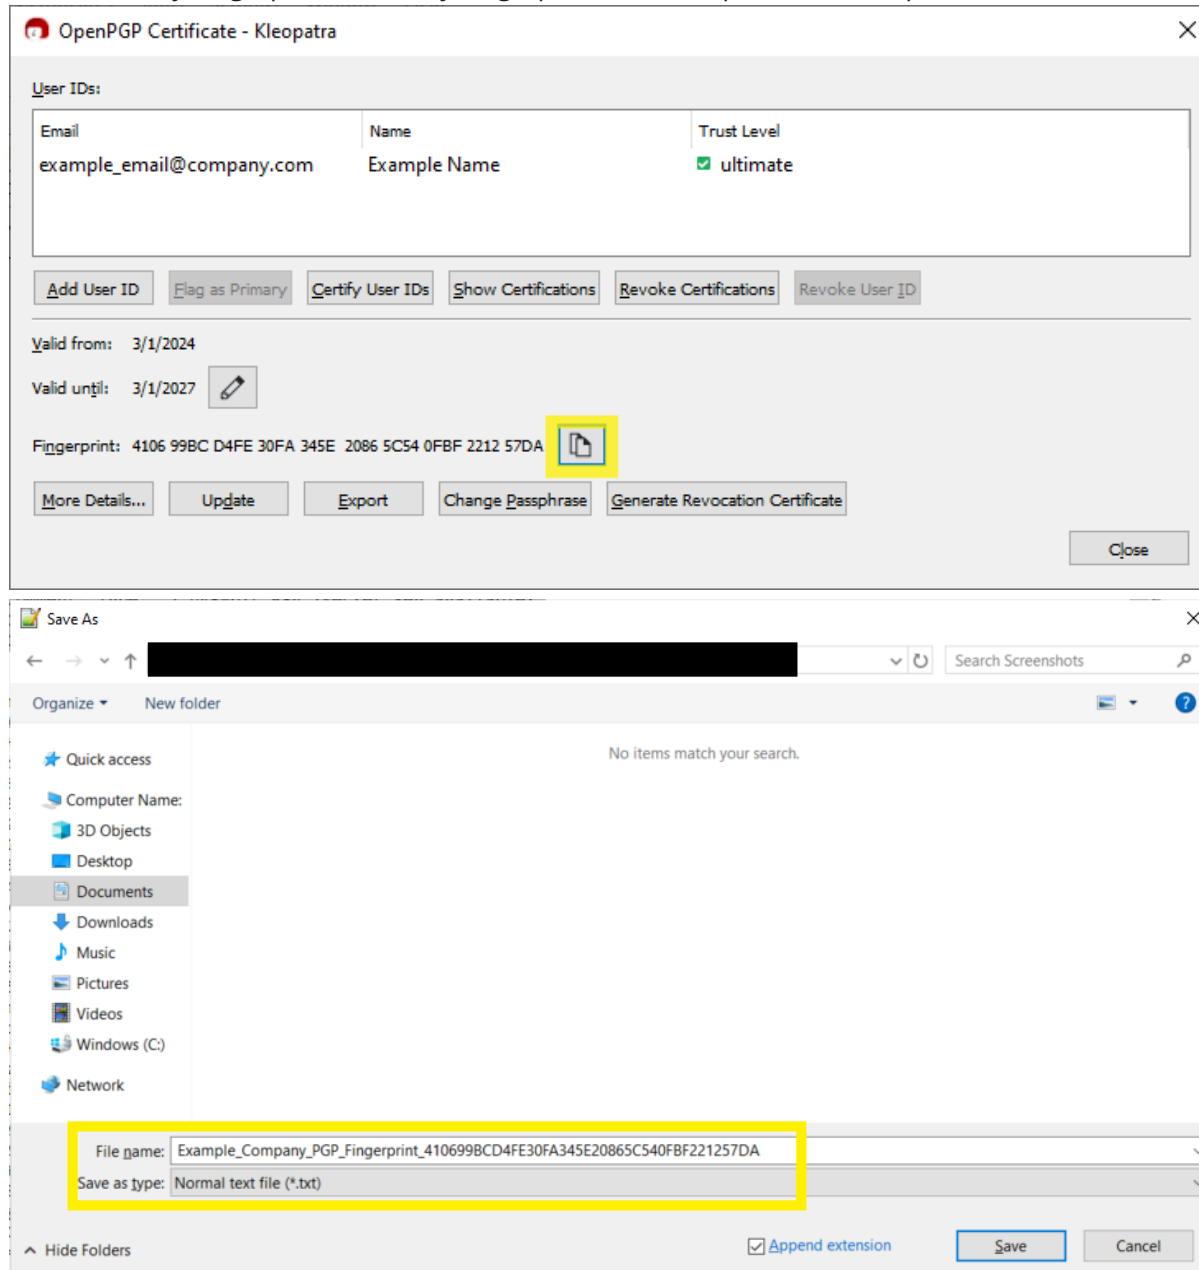 OpenPGP Certificate - Kleopatra
User IDs:
Email Name Trust Level
example_email@company.com Example Name ultimate
Add User ID Flag as Primary Certify User IDs Show Certifications Revoke Certifications Revoke User ID
Valid from: 3/1/2024
Valid until: 3/1/2027
Fingerprint: 4106 99BC D4FE 30FA 345E 2086 5C54 0FBF 2212 57DA
More Details... Update Export Change Passphrase Generate Revocation Certificate
Close
Save As
Search Screenshots
Organize New folder
No items match your search.
Quick access
Computer Name:
3D Objects
Desktop
Documents
Downloads
Music
Pictures
Videos
Windows (C:)
Network
File name: Example_Company_PGP_Fingerprint_410699BCD4FE30FA345E20865C540FBF221257DA
Save as type: Normal text file (*.txt)
Hide Folders Append extension Save Cancel